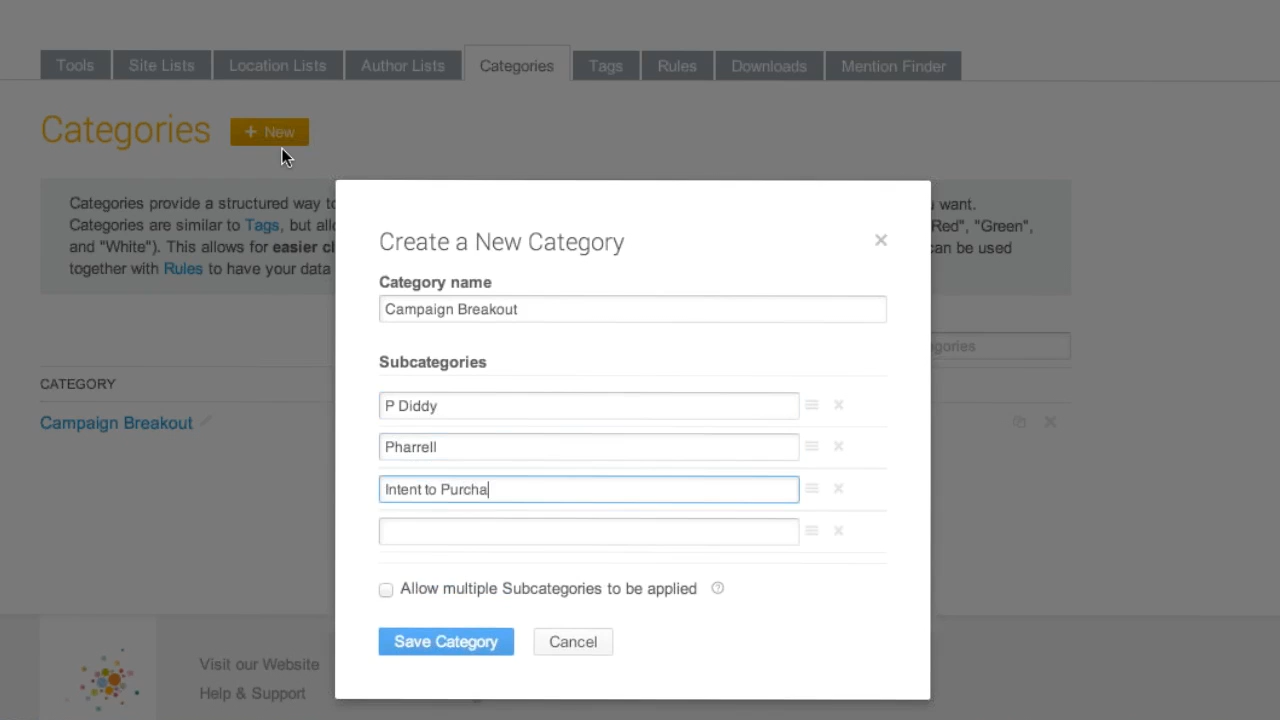 Tools Site Lists Location Lists Author Lists Categories Tags Rules Downloads Mention Finder
Categories + New
Categories provide a structured way to
want.
Categories are similar to Tags, but
Red", "Green",
and "White"). This allows for easier
can be used
together with Rules to have your data
Create a New Category
Category name
Campaign Breakout
Subcategories
CATEGORY
Campaign Breakout
P Diddy
Pharrell
Intent to Purcha
Allow multiple Subcategories to be applied
Save Category Cancel
Visit our Website
Help & Support